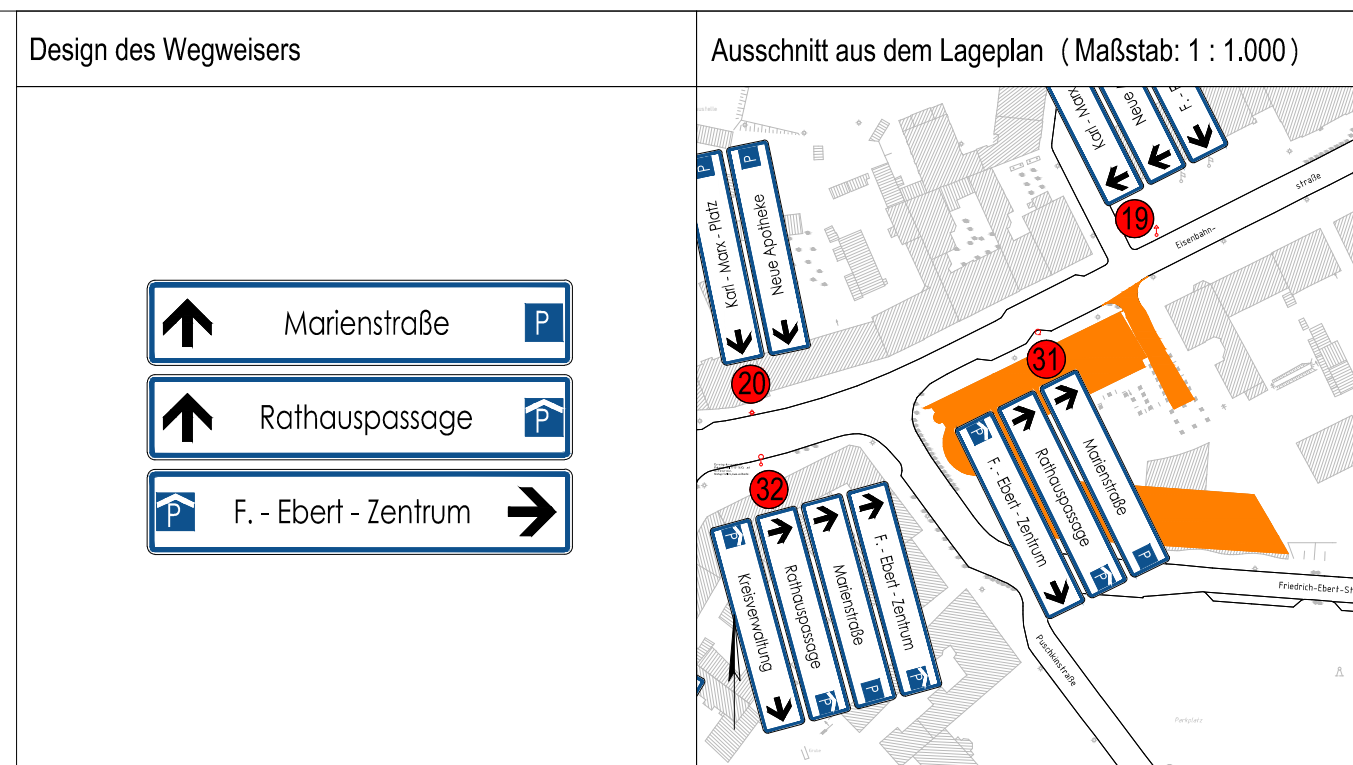 Design des Wegweisers
Ausschnitt aus dem Lageplan (Maßstab: 1 : 1.000)
Marienstraße P
Rathauspassage P
P F. - Ebert - Zentrum
Karl - Marx
Neue
F. - E
19
straße
Eisenbahn-
P
Karl - Marx - Platz
P
Neue Apotheke
20
31
P
F. - Ebert - Zentrum
Rathauspassage
P
Marienstraße
P
32
P
Kreisverwaltung
Rathauspassage
P
Marienstraße
P
F. - Ebert - Zentrum
P
Friedrich-Ebert-St
Puschkinstraße
Parkplatz